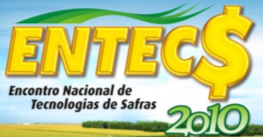 ENTEC$
Encontro Nacional de
Tecnologias de Safras
2010